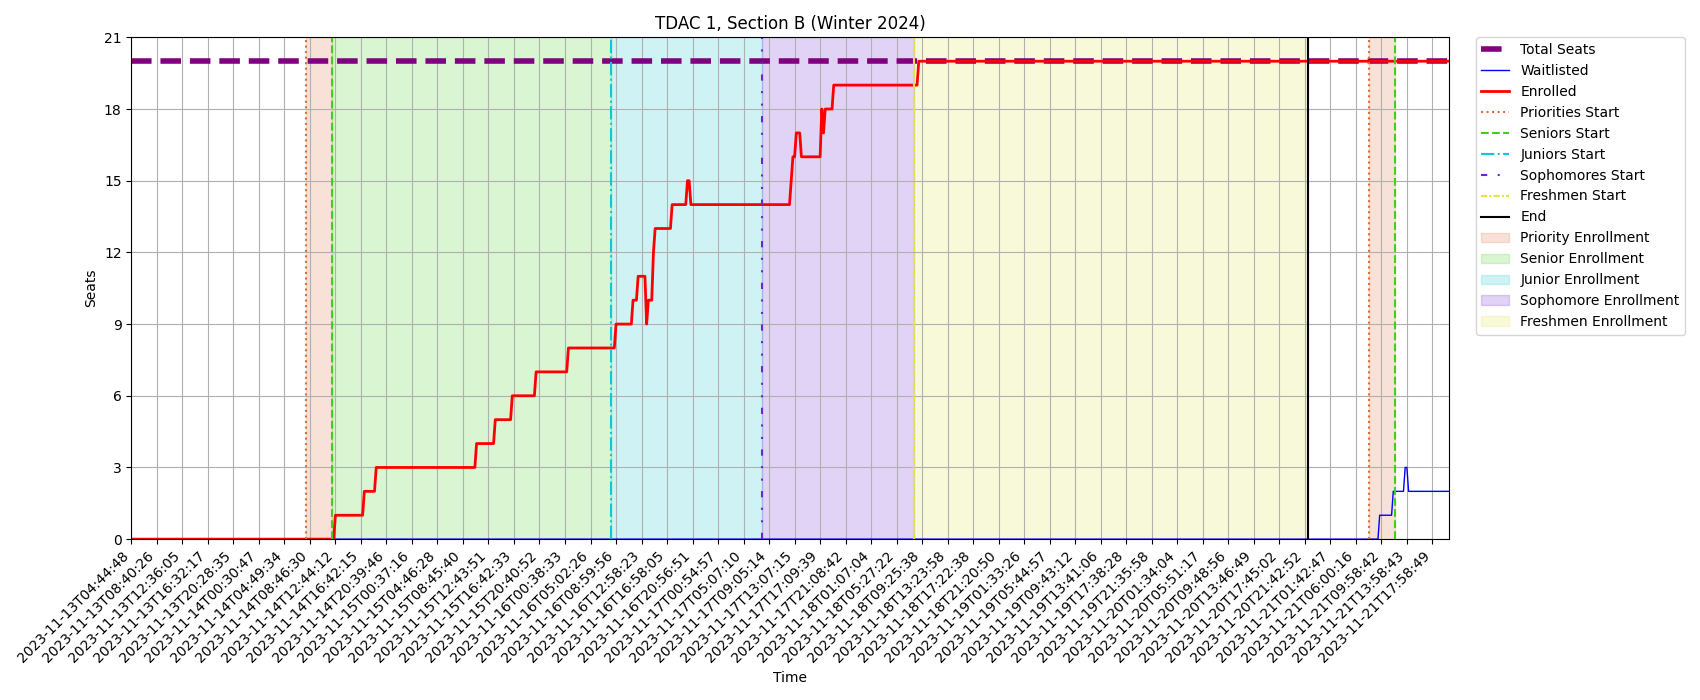 TDAC 1, Section B (Winter 2024)
21
18
15
12
9
6
3
0
Seats
2023-11-13T04:44:48
2023-11-13T08:40:26
2023-11-13T12:36:05
2023-11-13T16:32:17
2023-11-13T20:28:35
2023-11-14T00:30:47
2023-11-14T04:49:34
2023-11-14T08:46:30
2023-11-14T12:44:12
2023-11-14T16:42:15
2023-11-14T20:39:46
2023-11-15T00:37:16
2023-11-15T04:46:28
2023-11-15T08:45:40
2023-11-15T12:43:51
2023-11-15T16:42:33
2023-11-15T20:40:52
2023-11-16T00:38:33
2023-11-16T05:02:26
2023-11-16T08:59:56
2023-11-16T12:58:23
2023-11-16T16:58:05
2023-11-16T20:56:51
2023-11-17T00:54:57
2023-11-17T05:07:10
2023-11-17T09:05:14
2023-11-17T13:07:15
2023-11-17T17:09:39
2023-11-17T21:08:42
2023-11-18T01:07:04
2023-11-18T05:27:22
2023-11-18T09:25:38
2023-11-18T13:23:58
2023-11-18T17:22:38
2023-11-18T21:20:50
2023-11-19T01:33:26
2023-11-19T05:44:57
2023-11-19T09:43:12
2023-11-19T13:41:06
2023-11-19T17:38:28
2023-11-19T21:35:58
2023-11-20T01:34:04
2023-11-20T05:51:17
2023-11-20T09:48:56
2023-11-20T13:46:49
2023-11-20T17:45:02
2023-11-20T21:42:52
2023-11-21T01:42:47
2023-11-21T06:00:16
2023-11-21T09:58:42
2023-11-21T13:58:43
2023-11-21T17:58:49
Time
Total Seats
Waitlisted
Enrolled
Priorities Start
Seniors Start
Juniors Start
Sophomores Start
Freshmen Start
End
Priority Enrollment
Senior Enrollment
Junior Enrollment
Sophomore Enrollment
Freshmen Enrollment